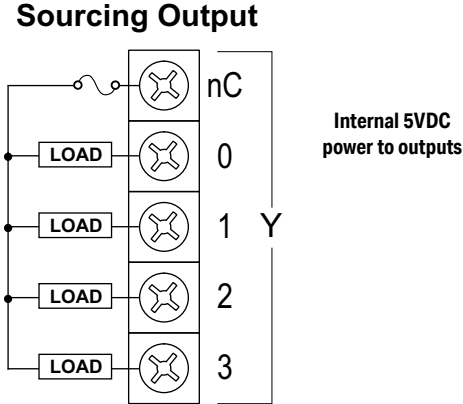 Sourcing Output
nC
Internal 5VDC
power to outputs
LOAD 0
LOAD 1 Y
LOAD 2
LOAD 3